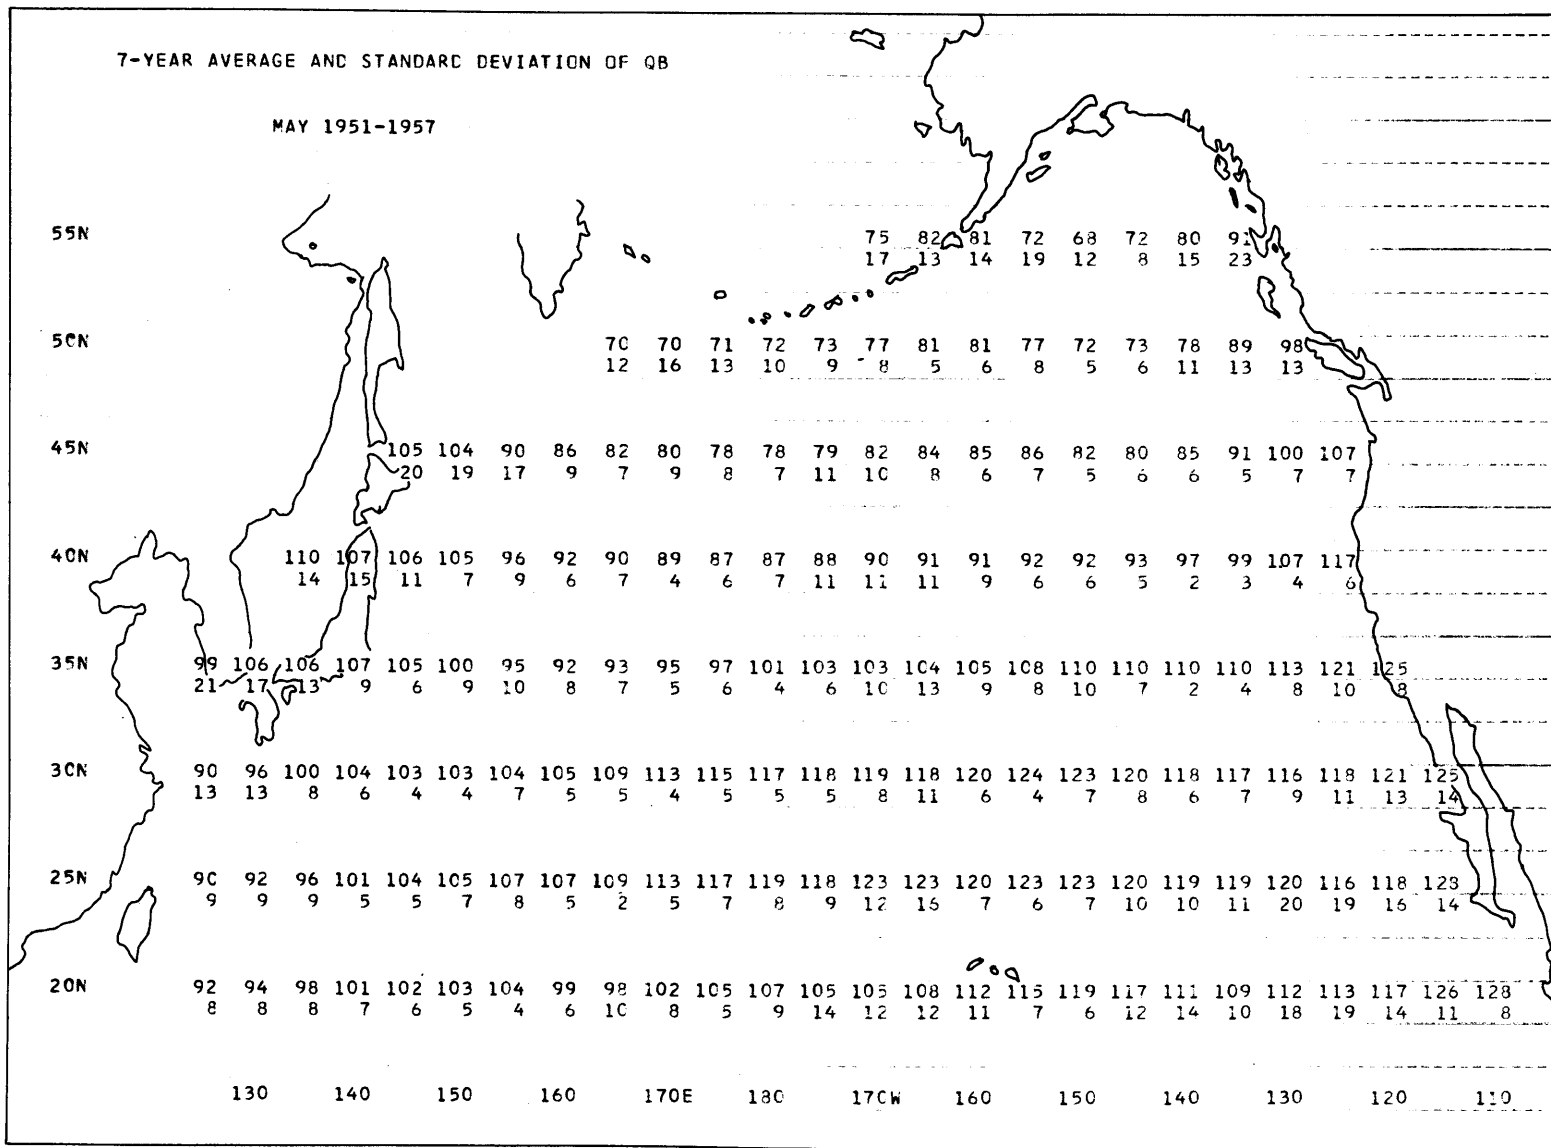 7-YEAR AVERAGE AND STANDARD DEVIATION OF QB
MAY 1951-1957
55N 75 82 81 72 68 72 80 91
17 13 14 19 12 8 15 23
50N 70 70 71 72 73 77 81 81 77 72 73 78 89 98
12 16 13 10 9 8 5 6 8 5 6 11 13 13
45N 105 104 90 86 82 80 78 78 79 82 84 85 86 82 80 85 91 100 107
20 19 17 9 7 9 8 7 11 10 8 6 7 5 6 6 5 7 7
40N 110 107 106 105 96 92 90 89 87 87 88 90 91 91 92 92 93 97 99 107 117
14 15 11 7 9 6 7 4 6 7 11 11 11 9 6 6 5 2 3 4 6
35N 99 106 106 107 105 100 95 92 93 95 97 101 103 103 104 105 108 110 110 110 110 113 121 125
21 17 13 9 6 9 10 8 7 5 6 4 6 10 13 9 8 10 7 2 4 8 10 8
30N 90 96 100 104 103 103 104 105 109 113 115 117 118 119 118 120 124 123 120 118 117 116 118 121 125
13 13 8 6 4 4 7 5 5 4 5 5 5 8 11 6 4 7 8 6 7 9 11 13 14
25N 90 92 96 101 104 105 107 107 109 113 117 119 118 123 123 120 123 123 120 119 119 120 116 118 123
9 9 9 5 5 7 8 5 2 5 7 8 9 12 16 7 6 7 10 10 11 20 19 16 14
20N 92 94 98 101 102 103 104 99 98 102 105 107 105 105 108 112 115 119 117 111 109 112 113 117 126 128
8 8 8 7 6 5 4 6 10 8 5 9 14 12 12 11 7 6 12 14 10 18 19 14 11 8
130 140 150 160 170E 180 170W 160 150 140 130 120 110